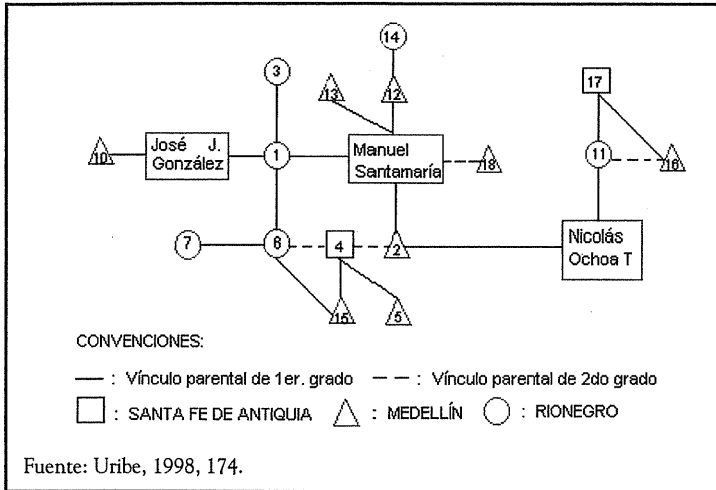 14
3
17
13
12
José J.
González
10
1
Manuel
Santamaría
18
11
16
7
6
4
2
Nicolás
Ochoa T
15
5
CONVENCIONES:
: Vínculo parental de 1er. grado
: Vínculo parental de 2do grado
: SANTA FE DE ANTIQUIA
: MEDELLÍN
: RIONEGRO
Fuente: Uribe, 1998, 174.